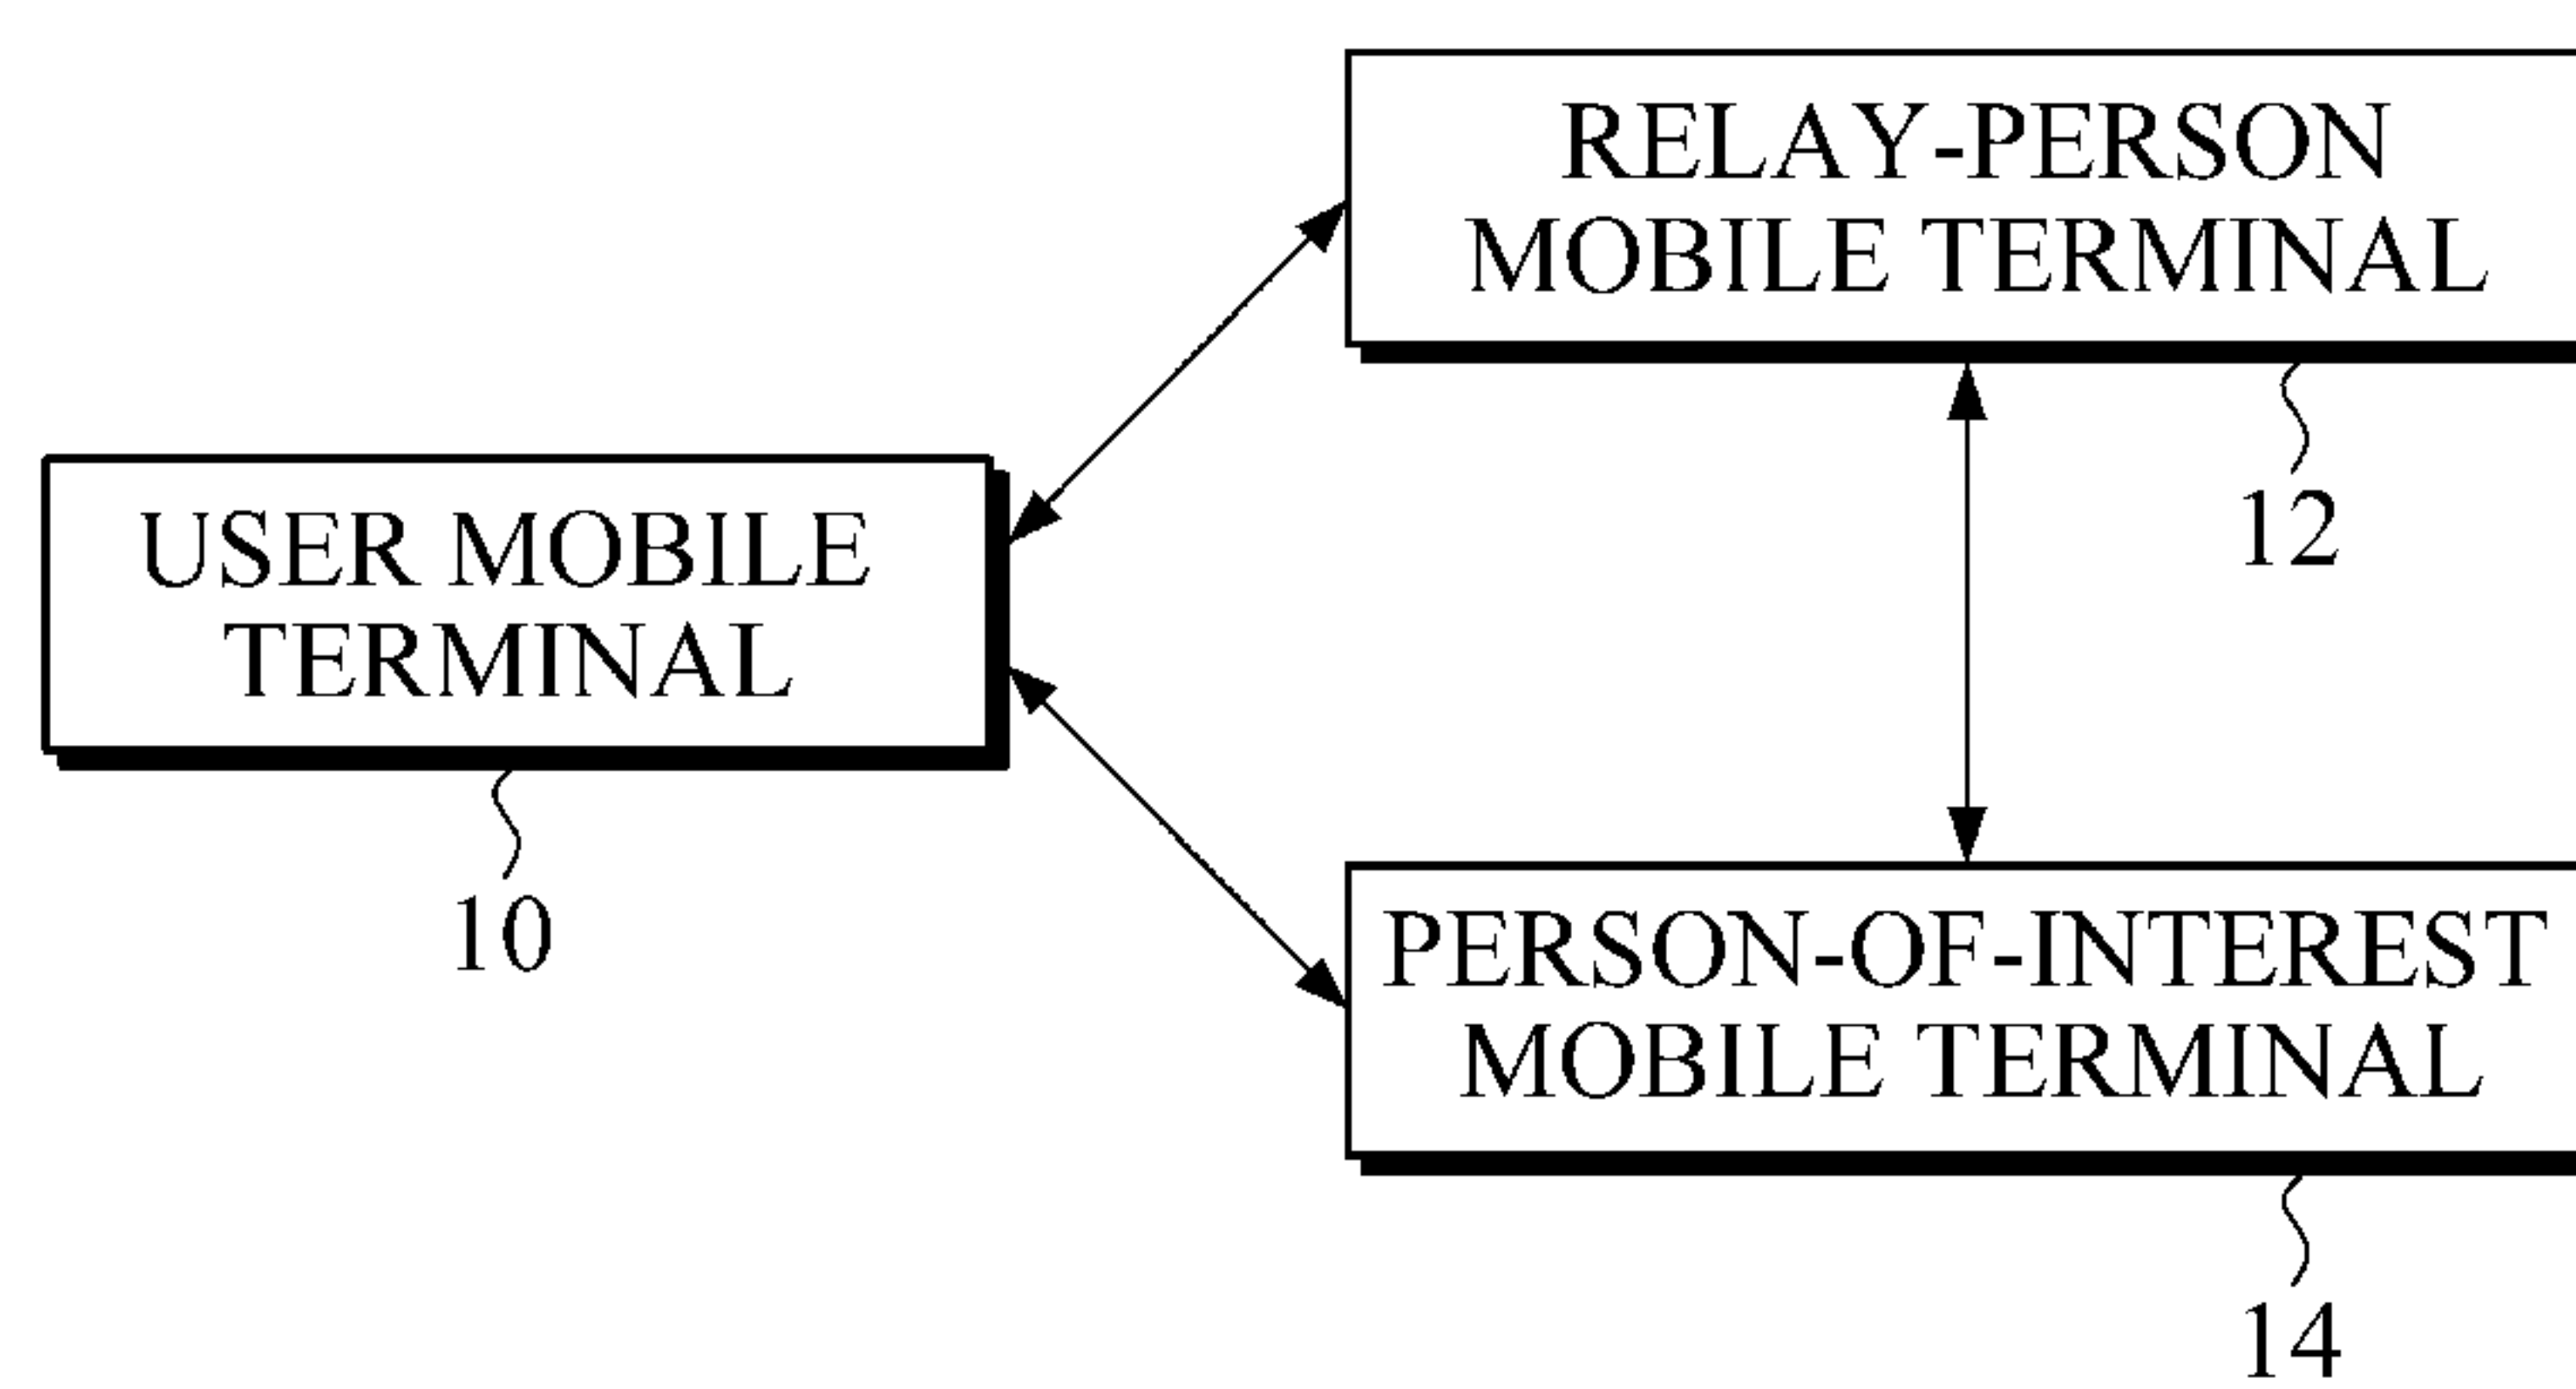 RELAY-PERSON
MOBILE TERMINAL
12
USER MOBILE
TERMINAL
10
PERSON-OF-INTEREST
MOBILE TERMINAL
14